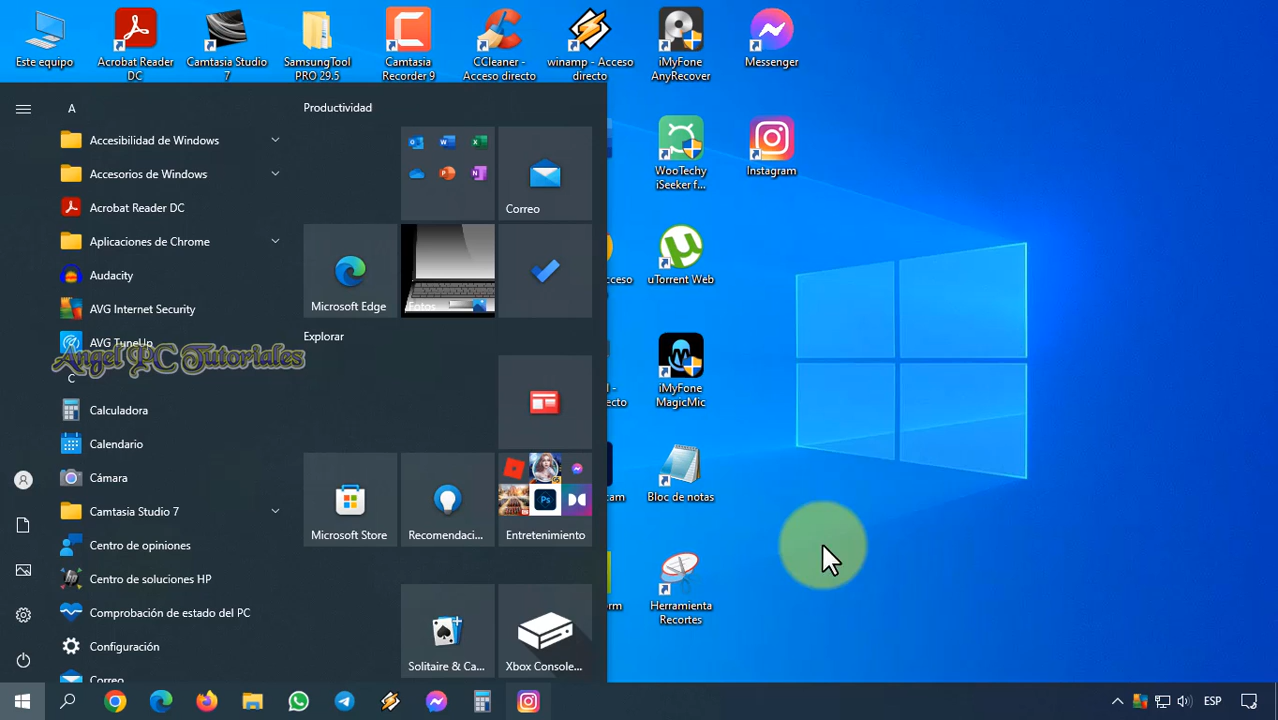 Este equipo
Acrobat Reader
DC
Camtasia Studio
7
SamsungTool
PRO 29.5
Camtasia
Recorder 9
CCleaner -
Acceso directo
winamp - Acceso
directo
iMyFone
AnyRecover
Messenger
WooTechy
iSeeker f...
Instagram
Acceso
directo
uTorrent Web
iMyFone
MagicMic
Bloc de notas
Herramienta
Recortes
A
Accesibilidad de Windows
Accesorios de Windows
Acrobat Reader DC
Aplicaciones de Chrome
Audacity
AVG Internet Security
AVG TuneUp
Angel PC Tutoriales
C
Calculadora
Calendario
Cámara
Camtasia Studio 7
Centro de opiniones
Centro de soluciones HP
Comprobación de estado del PC
Configuración
Correo
Productividad
Correo
Microsoft Edge
Fotos
Explorar
Microsoft Store
Recomendaci...
Ps
Entretenimiento
Solitaire & Ca...
Xbox Console...
ESP